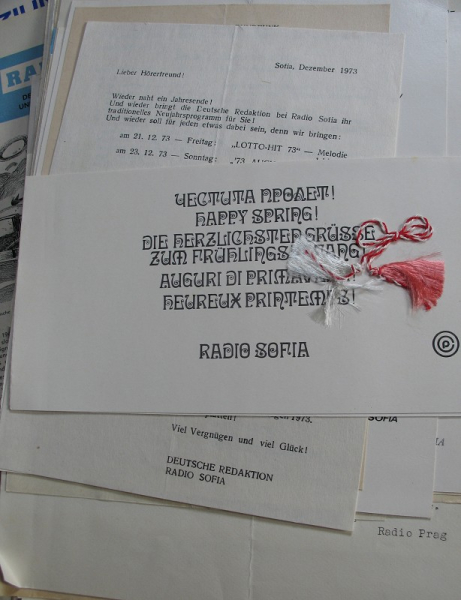 Sofia, Dezember 1973
Lieber Hörerfreund!
Wieder naht ein Jahresende!
Und wieder bringt die Deutsche Redaktion bei Radio Sofia ihr
traditionelles Neujahrsprogramm für Sie!
Und wieder soll für jeden etwas dabei sein, denn wir bringen:
am 21. 12. 73 — Freitag: „LOTTO-HIT 73“ — Melodie
am 23. 12. 73 — Sonntag: „73
ЧЕСТИТА ПРОЛЕТ!
HAPPY SPRING!
DIE HERZLICHSTEN GRÜSSE
ZUM
AUGURI DI
HEUREUX PRINTEMPS!
RADIO SOFIA
1973.
SOFIA
Viel Vergnügen und viel Glück!
DEUTSCHE REDAKTION
RADIO SOFIA
Radio Prag